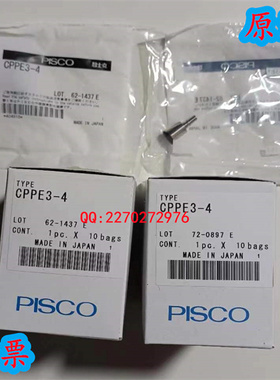 原
PISCO
CPPE3-4
LOT 62-1437 E
MADE IN JAPAN
PISCO
TYPE
CPPE3-4
LOT 62-1437 E
CONT. 1pc. X 10bags
MADE IN JAPAN 1
PISCO
TYPE
CPPE3-4
LOT 72-0897 E
CONT. 1pc. X 10bags
MADE IN JAPAN 1
PISCO
QQ:2270272976
票